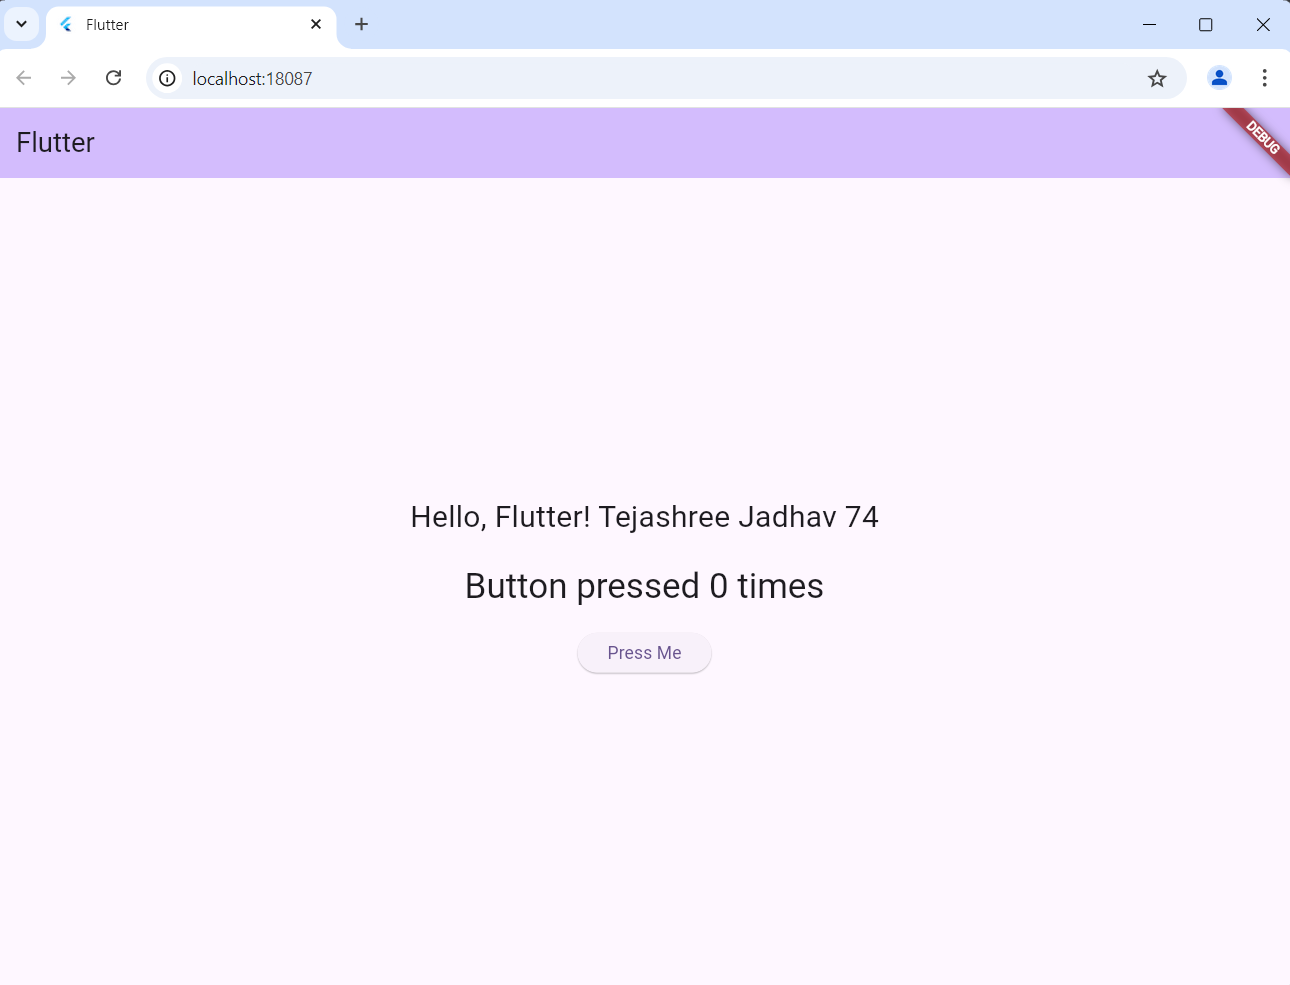 Flutter
localhost:18087
Flutter
DEBUG
Hello, Flutter! Tejashree Jadhav 74
Button pressed 0 times
Press Me